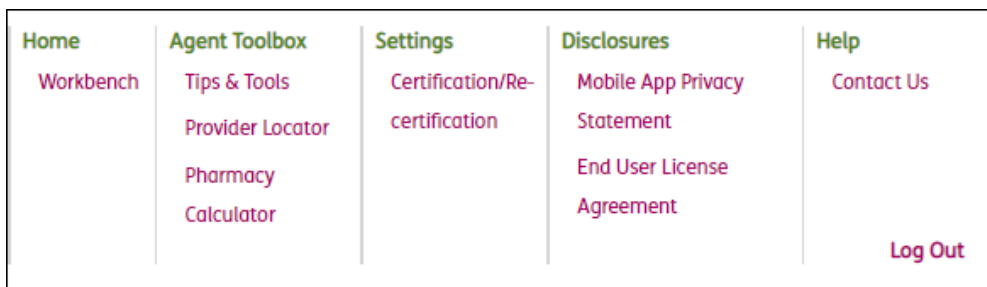 Home
Workbench
Agent Toolbox
Tips & Tools
Provider Locator
Pharmacy
Calculator
Settings
Certification/Re-
certification
Disclosures
Mobile App Privacy
Statement
End User License
Agreement
Help
Contact Us
Log Out